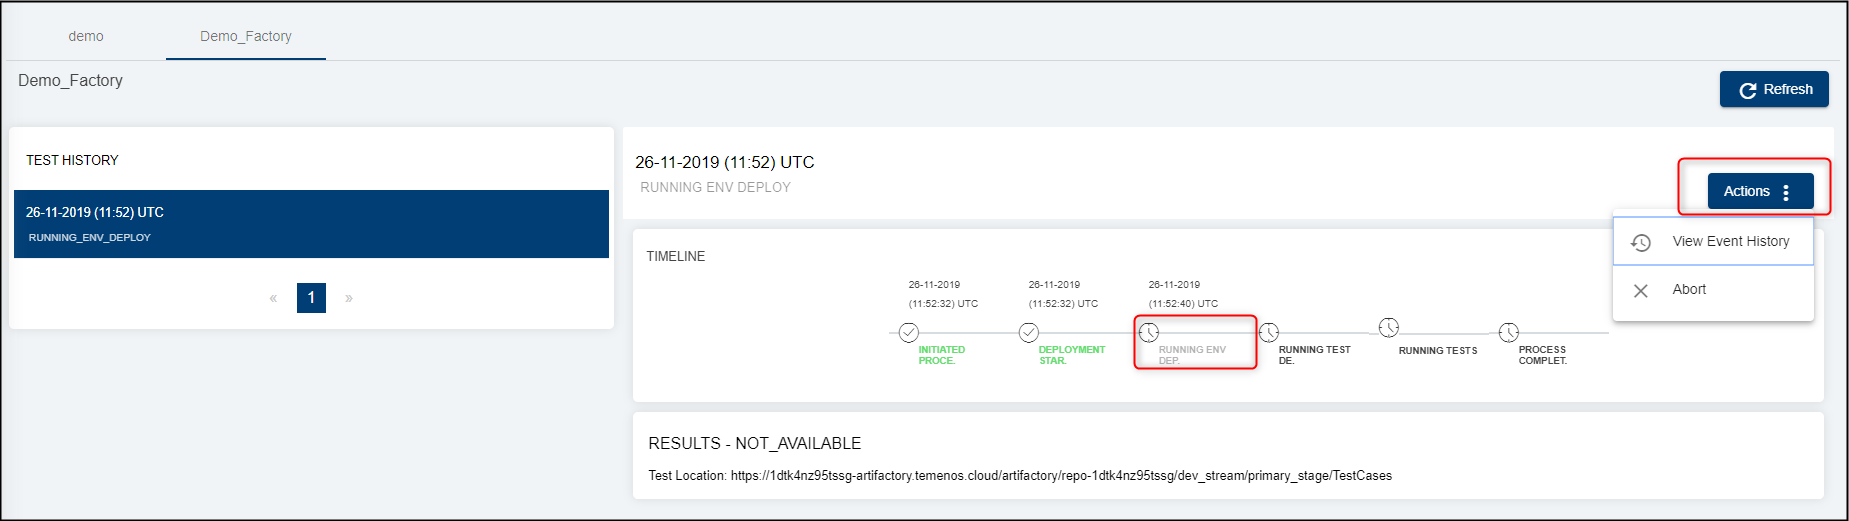 demo
Demo_Factory
Demo_Factory
Refresh
TEST HISTORY
26-11-2019 (11:52) UTC
RUNNING_ENV_DEPLOY
« 1 »
26-11-2019 (11:52) UTC
RUNNING ENV DEPLOY
Actions
View Event History
Abort
TIMELINE
26-11-2019
(11:52:32) UTC
INITIATED
PROCE.
26-11-2019
(11:52:32) UTC
DEPLOYMENT
STAR.
26-11-2019
(11:52:40) UTC
RUNNING ENV
DEP.
RUNNING TEST
DE.
RUNNING TESTS
PROCESS
COMPLET.
RESULTS - NOT_AVAILABLE
Test Location: https://1dtk4nz95tssg-artifactory.temenos.cloud/artifactory/repo-1dtk4nz95tssg/dev_stream/primary_stage/TestCases